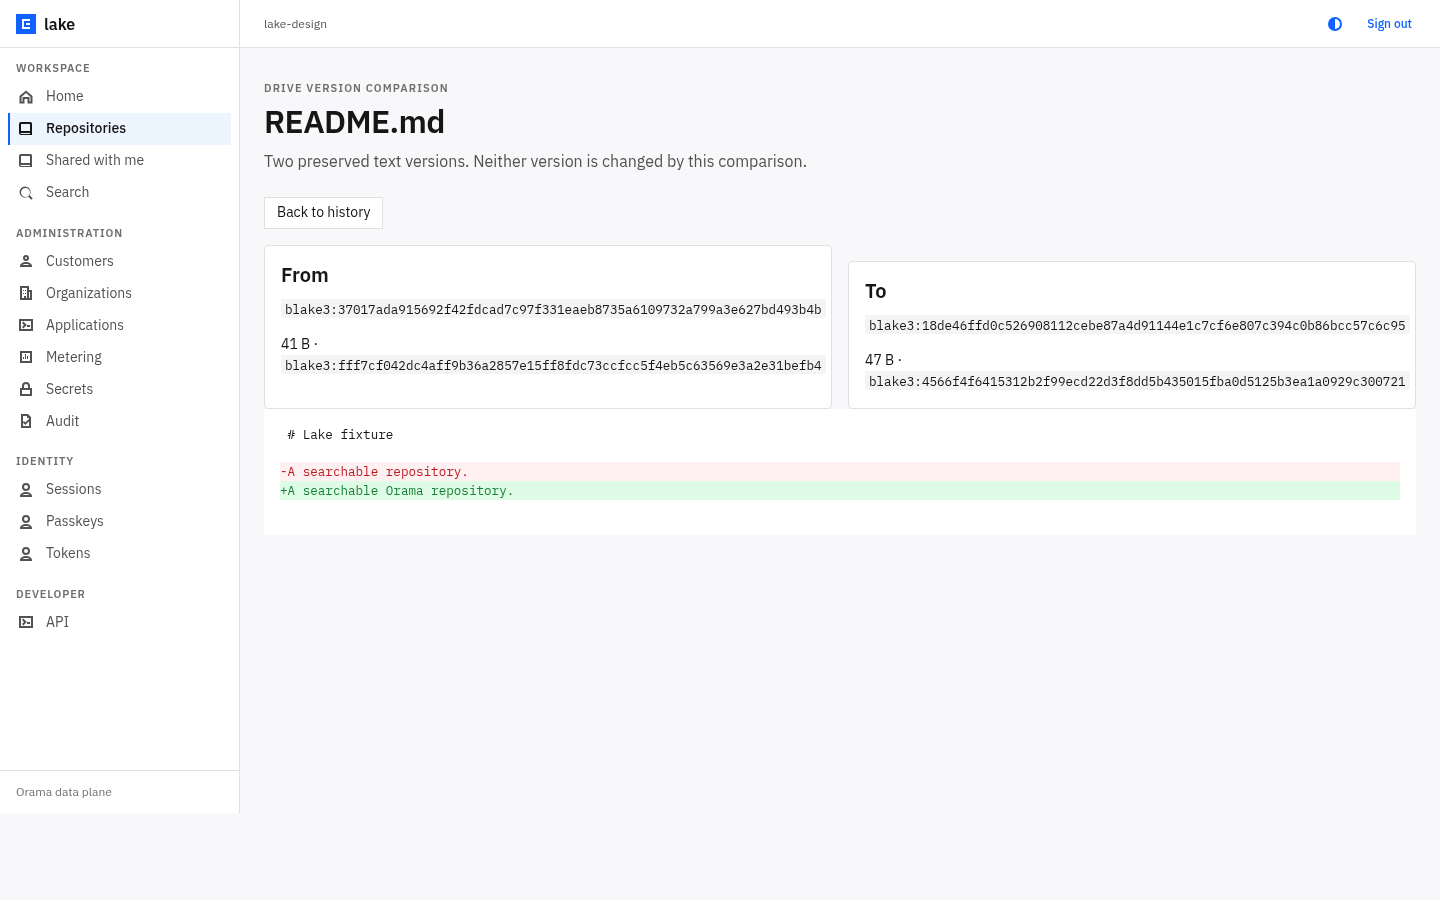 lake
lake-design
Sign out
WORKSPACE
Home
Repositories
Shared with me
Search
ADMINISTRATION
Customers
Organizations
Applications
Metering
Secrets
Audit
IDENTITY
Sessions
Passkeys
Tokens
DEVELOPER
API
Orama data plane
DRIVE VERSION COMPARISON
README.md
Two preserved text versions. Neither version is changed by this comparison.
Back to history
From
blake3:37017ada915692f42fdcad7c97f331eaeb8735a6109732a799a3e627bd493b4b
41 B ·
blake3:fff7cf042dc4aff9b36a2857e15ff8fdc73ccfcc5f4eb5c63569e3a2e31befb4
To
blake3:18de46ffd0c526908112cebe87a4d91144e1c7cf6e807c394c0b86bcc57c6c95
47 B ·
blake3:4566f4f6415312b2f99ecd22d3f8dd5b435015fba0d5125b3ea1a0929c300721
# Lake fixture
-A searchable repository.
+A searchable Orama repository.